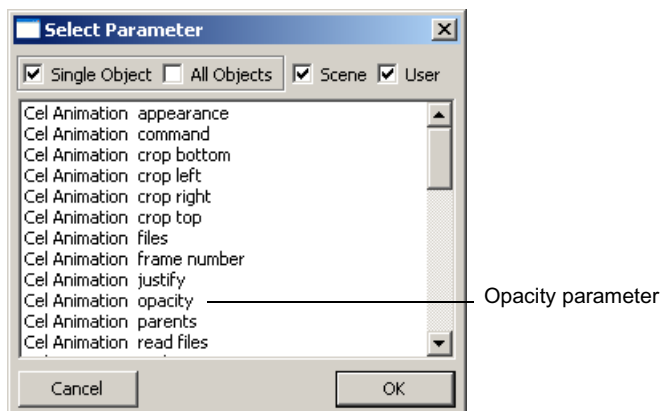 Select Parameter
Single Object All Objects Scene User
Cel Animation appearance
Cel Animation command
Cel Animation crop bottom
Cel Animation crop left
Cel Animation crop right
Cel Animation crop top
Cel Animation files
Cel Animation frame number
Cel Animation justify
Cel Animation opacity
Opacity parameter
Cel Animation parents
Cel Animation read files
Cancel OK